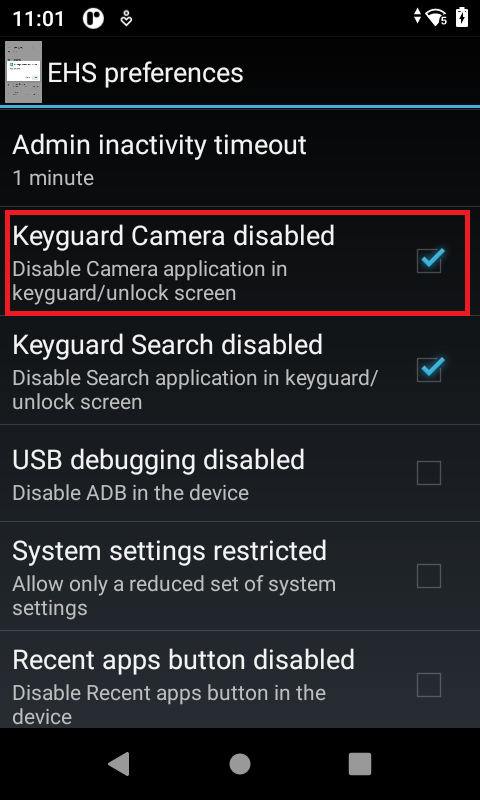 11:01
5
EHS preferences
Admin inactivity timeout
1 minute
Keyguard Camera disabled
Disable Camera application in
keyguard/unlock screen
Keyguard Search disabled
Disable Search application in keyguard/
unlock screen
USB debugging disabled
Disable ADB in the device
System settings restricted
Allow only a reduced set of system
settings
Recent apps button disabled
Disable Recent apps button in the
device